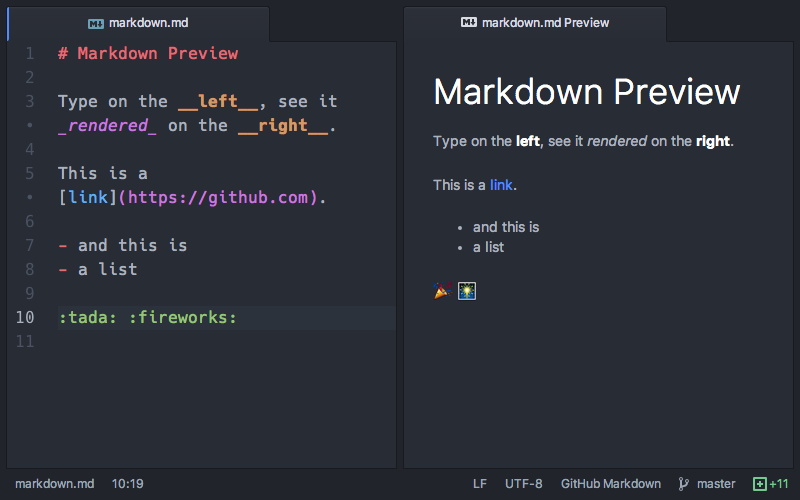 markdown.md
1 # Markdown Preview
2
3 Type on the __left__, see it
• _rendered_ on the __right__.
4
5 This is a
• [link](https://github.com).
6
7 - and this is
8 - a list
9
10 :tada: :fireworks:
11
markdown.md Preview
Markdown Preview
Type on the left, see it rendered on the right.
This is a link.
• and this is
• a list
markdown.md 10:19 LF UTF-8 GitHub Markdown master +11